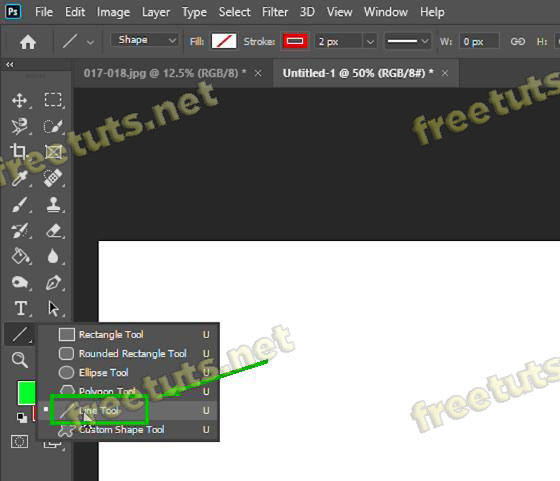 Ps File Edit Image Layer Type Select Filter 3D View Window Help
Shape Fill: Stroke: 2 px W: 0 px H:
017-018.jpg @ 12.5% (RGB/8) * × Untitled-1 @ 50% (RGB/8#) * ×
freetuts.net
freetuts
T
Rectangle Tool U
Rounded Rectangle Tool U
Ellipse Tool U
Polygon Tool U
Line Tool U
Custom Shape Tool U
freetuts.net
freetuts